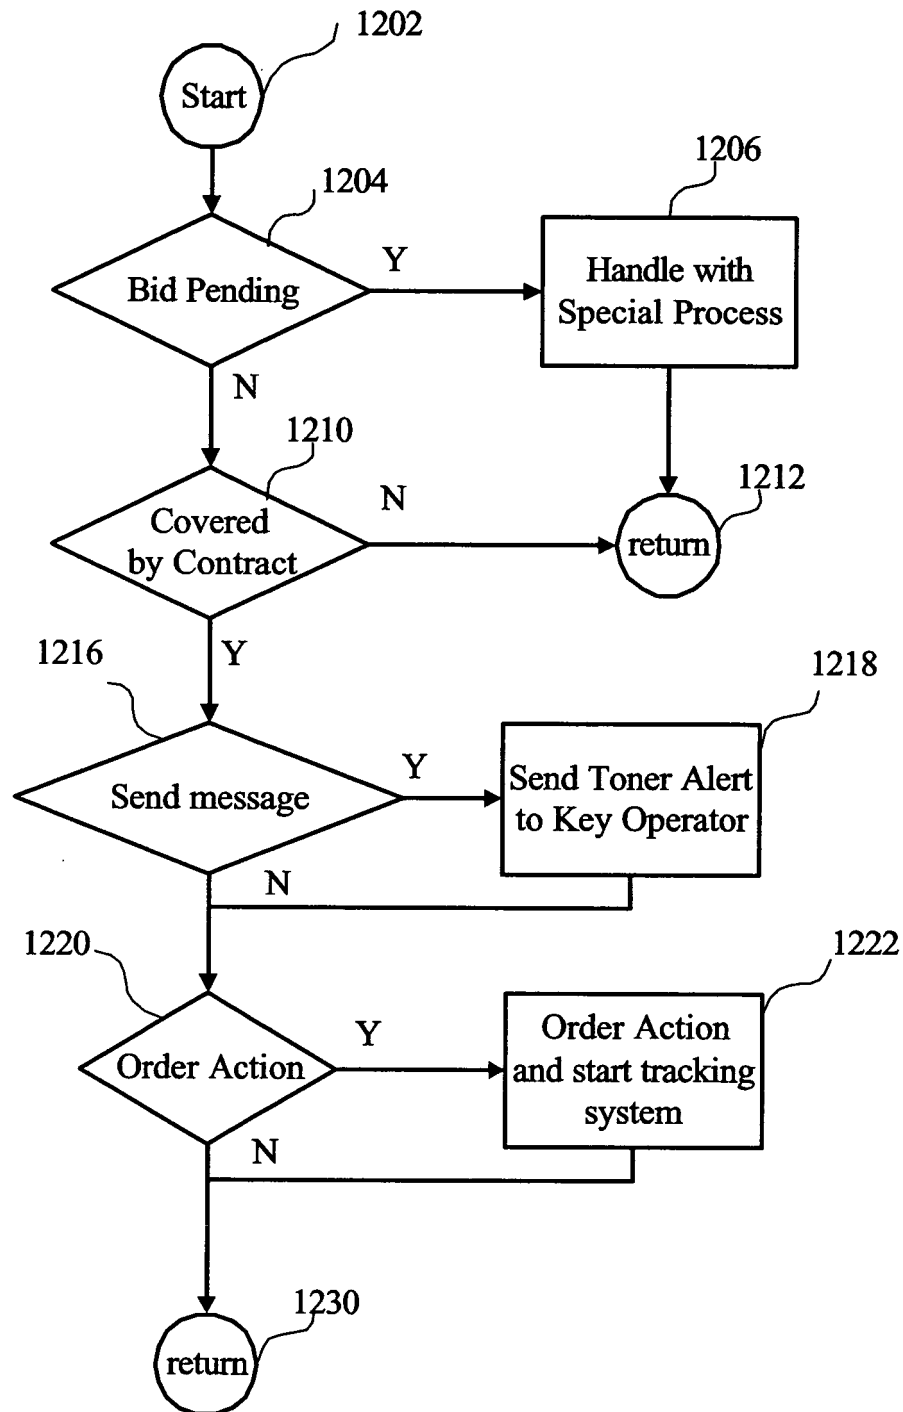 1202
Start
1204
1206
Y
Bid Pending
Handle with
Special Process
N
1210
N
1212
Covered
by Contract
return
1216
Y
1218
Y
Send message
Send Toner Alert
to Key Operator
N
1220
1222
Y
Order Action
Order Action
and start tracking
system
N
1230
return